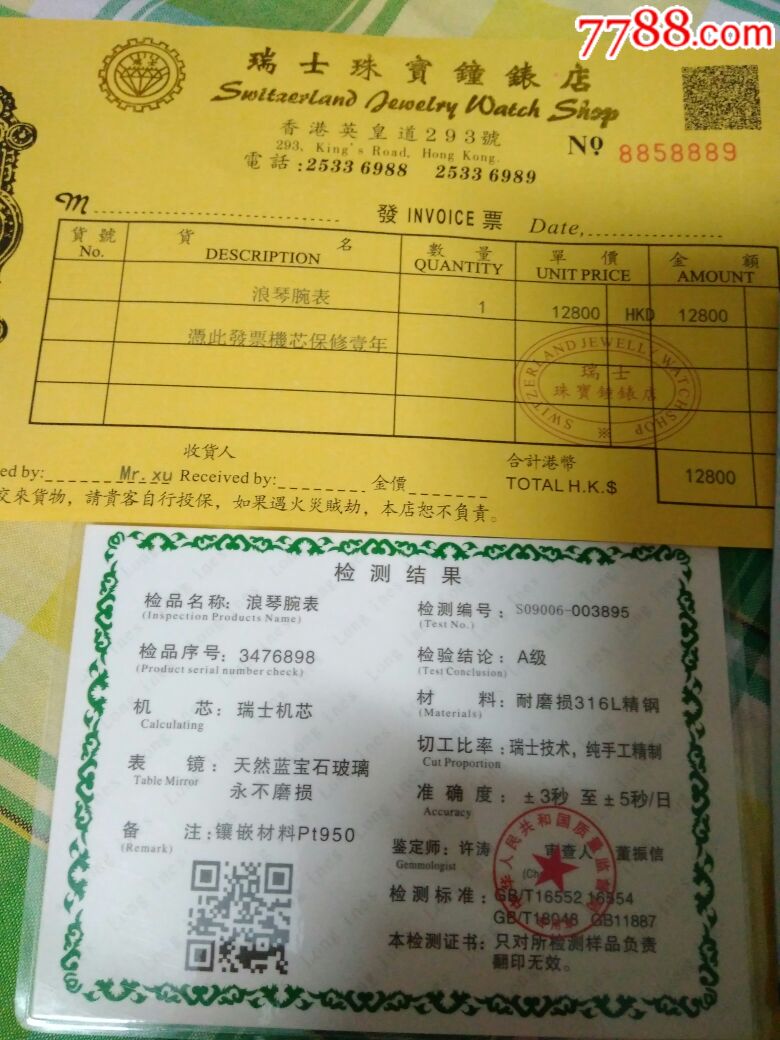 7788.com
瑞士珠寶鐘錶店
Switzerland Jewelry Watch Shop
香港英皇道293號
293, King's Road, Hong Kong.
電話:2533 6988 2533 6989
Nº 8858889
M
發 INVOICE 票 Date,
貨號 貨名 數量 單價 金額
No. DESCRIPTION QUANTITY UNIT PRICE AMOUNT
浪琴腕表 1 12800 HKD 12800
憑此發票機芯保修壹年
SWITZERLAND JEWELLY WATCH SHOP
瑞士
珠寶鐘錶店
收貨人
ed by: Mr. xu Received by: 金價
合計港幣
TOTAL H.K.$ 12800
交來貨物，請貴客自行投保，如果遇火災賊劫，本店恕不負責。
检测结果
检品名称：浪琴腕表
(Inspection Products Name)
检测编号：S09006-003895
(Test No.)
检品序号：3476898
(Product serial number check)
检验结论：A级
(Test Conclusion)
机芯：瑞士机芯
Calculating
材料：耐磨损316L精钢
(Materials)
表镜：天然蓝宝石玻璃
Table Mirror
永不磨损
切工比率：瑞士技术，纯手工精制
Cut Proportion
准确度：±3秒 至 ±5秒/日
Accuracy
备注：镶嵌材料Pt950
(Remark)
鉴定师：许涛 审查人 董振信
Gemmologist
检测标准：GB/T16552 16554
GB/T18048 GB11887
本检测证书：只对所检测样品负责
翻印无效。